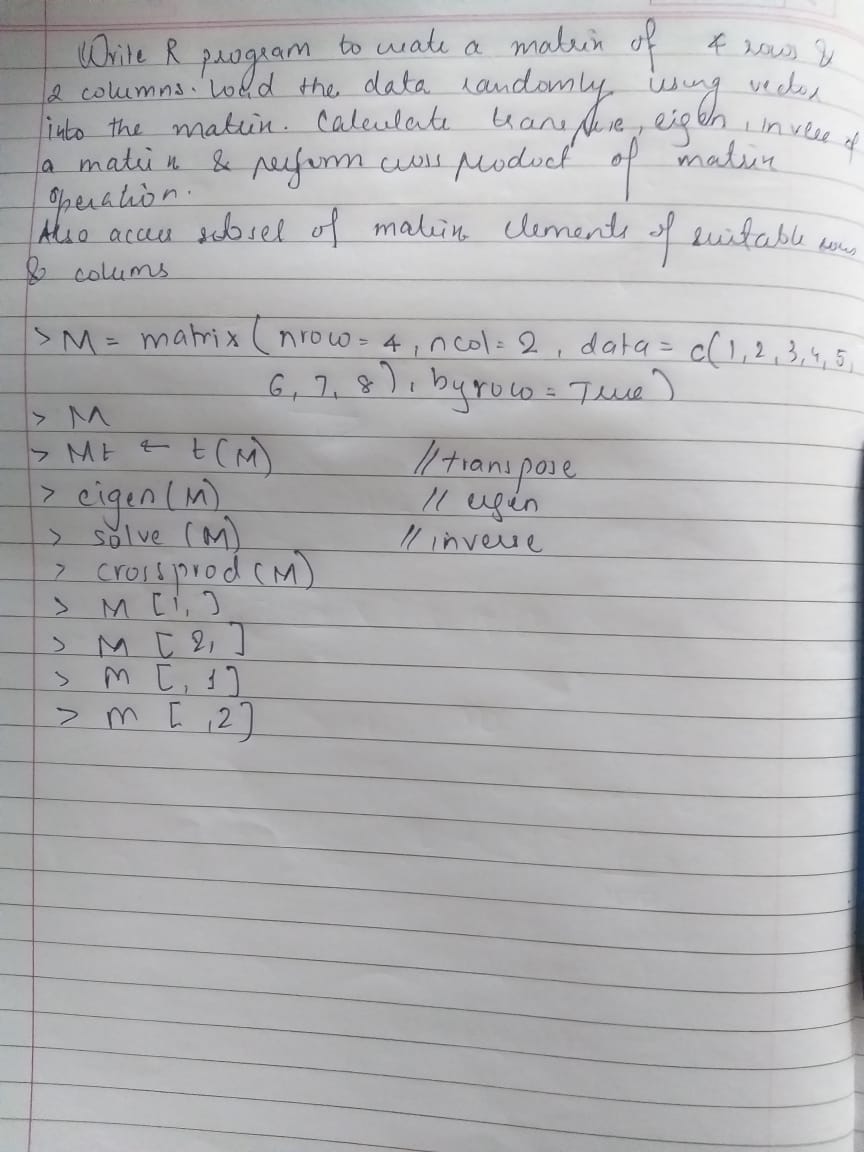 Write R program to create a matrix of 4 rows &
2 columns. Load the data randomly using vector
into the matrix. Calculate transpose, eigen, inverse of
a matrix & perform cross product of matrix
operation.
Also access subset of matrix elements of suitable rows
& colums
> M = matrix ( nrow = 4, ncol = 2, data = c(1, 2, 3, 4, 5,
6, 7, 8), byrow = True)
> M
> Mt ← t(M) // transpose
> eigen(M) // eigen
> solve (M) // inverse
> crossprod (M)
> M [1, ]
> M [2, ]
> m [, 1]
> m [ ,2]